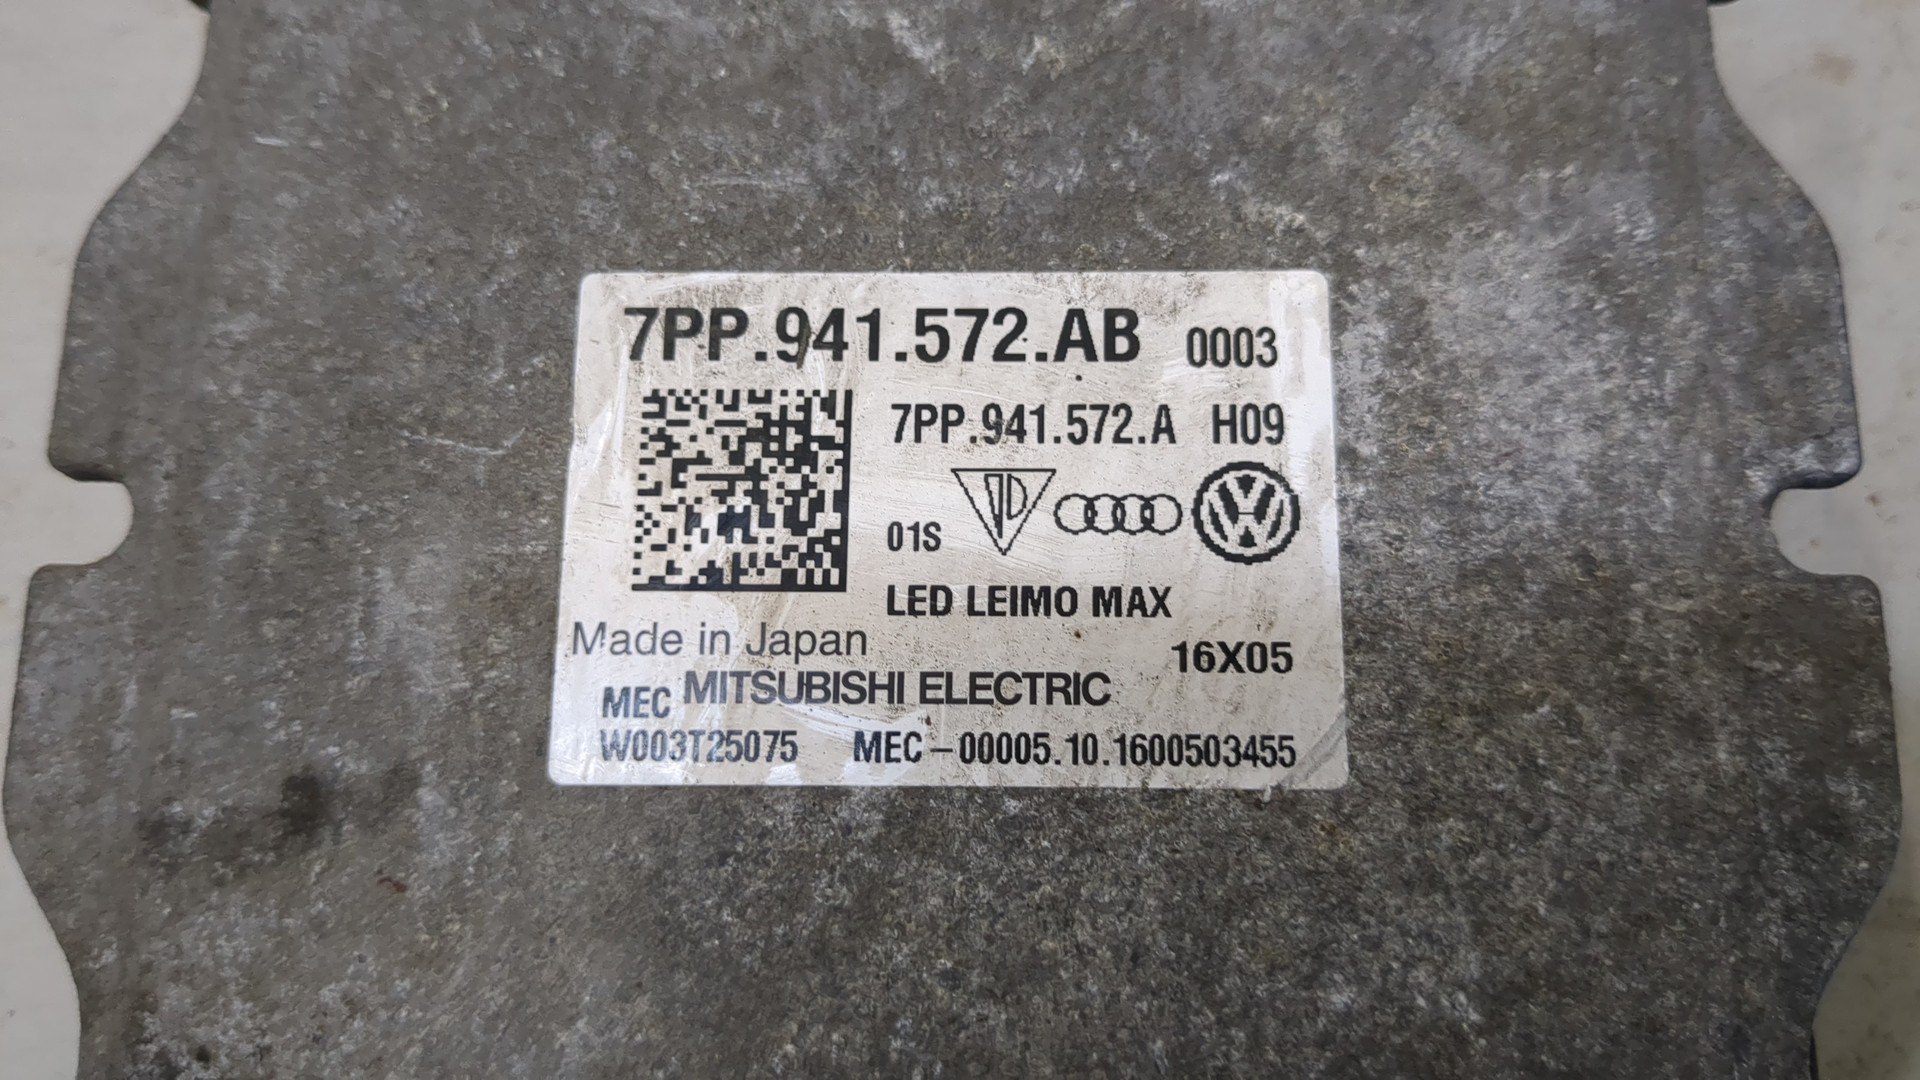 7PP.941.572.AB 0003
7PP.941.572.A H09
01S
LED LEIMO MAX
Made in Japan 16X05
MEC MITSUBISHI ELECTRIC
W003T25075 MEC-00005.10.1600503455